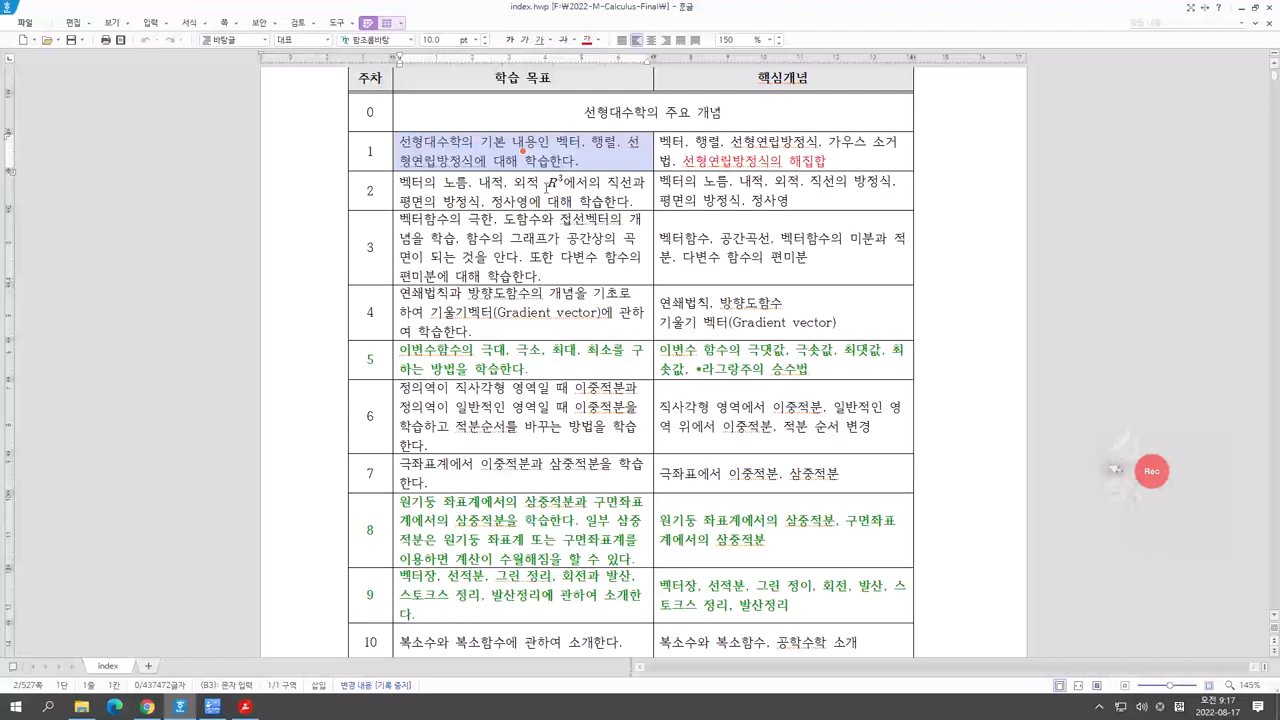 index.hwp [F:₩2022-M-Calculus-Final₩] - 한글
파일 편집 보기 입력 서식 쪽 보안 검토 도구
바탕글 대표 함초롬바탕 10.0 pt 가 가 가 가 가 150 %
주차 학습 목표 핵심개념
0 선형대수학의 주요 개념
1 선형대수학의 기본 내용인 벡터, 행렬, 선
형연립방정식에 대해 학습한다.
벡터, 행렬, 선형연립방정식, 가우스 소거
법, 선형연립방정식의 해집합
2 벡터의 노름, 내적, 외적 R³에서의 직선과
평면의 방정식, 정사영에 대해 학습한다.
벡터의 노름, 내적, 외적, 직선의 방정식,
평면의 방정식, 정사영
3 벡터함수의 극한, 도함수와 접선벡터의 개
념을 학습, 함수의 그래프가 공간상의 곡
면이 되는 것을 안다. 또한 다변수 함수의
편미분에 대해 학습한다.
벡터함수, 공간곡선, 벡터함수의 미분과 적
분, 다변수 함수의 편미분
4 연쇄법칙과 방향도함수의 개념을 기초로
하여 기울기벡터(Gradient vector)에 관하
여 학습한다.
연쇄법칙, 방향도함수
기울기 벡터(Gradient vector)
5 이변수함수의 극대, 극소, 최대, 최소를 구
하는 방법을 학습한다.
이변수 함수의 극댓값, 극솟값, 최댓값, 최
솟값, *라그랑주의 승수법
6 정의역이 직사각형 영역일 때 이중적분과
정의역이 일반적인 영역일 때 이중적분을
학습하고 적분순서를 바꾸는 방법을 학습
한다.
직사각형 영역에서 이중적분, 일반적인 영
역 위에서 이중적분, 적분 순서 변경
7 극좌표계에서 이중적분과 삼중적분을 학습
한다.
극좌표에서 이중적분, 삼중적분
8 원기둥 좌표계에서의 삼중적분과 구면좌표
계에서의 삼중적분을 학습한다. 일부 삼중
적분은 원기둥 좌표계 또는 구면좌표계를
이용하면 계산이 수월해짐을 할 수 있다.
원기둥 좌표계에서의 삼중적분, 구면좌표
계에서의 삼중적분
9 벡터장, 선적분, 그린 정리, 회전과 발산,
스토크스 정리, 발산정리에 관하여 소개한
다.
벡터장, 선적분, 그린 정이, 회전, 발산, 스
토크스 정리, 발산정리
10 복소수와 복소함수에 관하여 소개한다.
복소수와 복소함수, 공학수학 소개
Rec
index
2/527쪽 1단 1줄 1칸 0/437472글자 (B3): 문자 입력 1/1 구역 삽입 변경 내용 [기록 중지] 145%
오전 9:17
2022-08-17